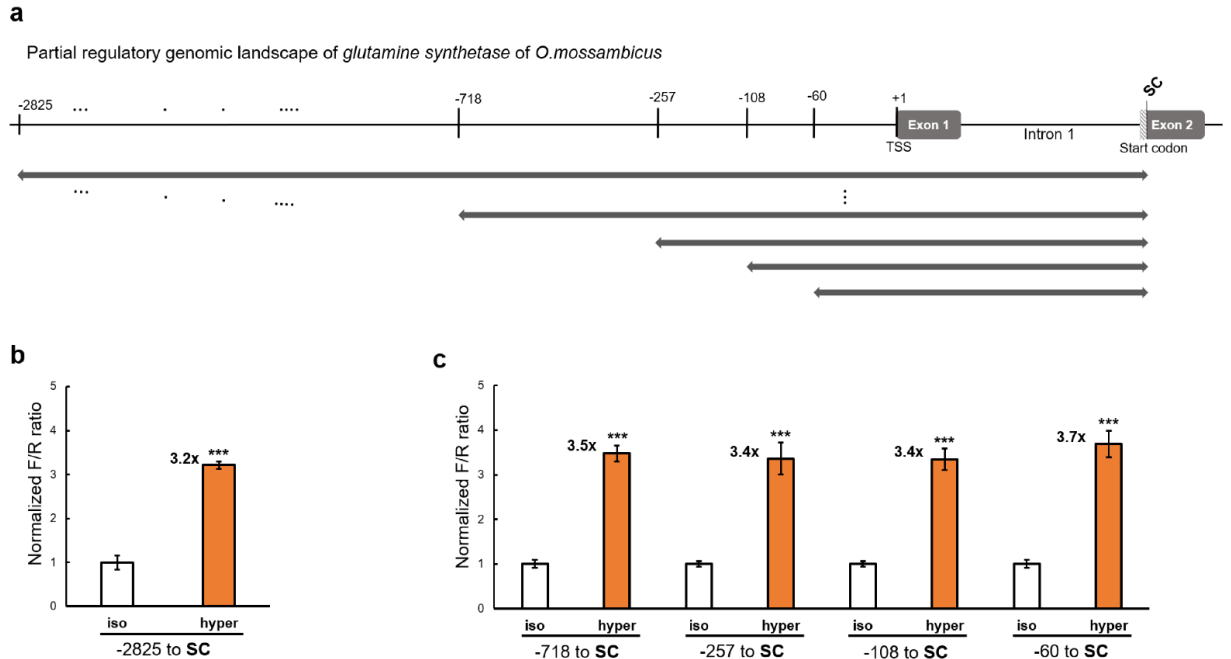 a
Partial regulatory genomic landscape of glutamine synthetase of O.mossambicus
-2825 ... . . .... -718 -257 -108 -60 +1 SC
Exon 1 Exon 2
TSS Intron 1 Start codon
... . . ....
b
Normalized F/R ratio
5
4
3
2
1
0
3.2x ***
iso hyper
-2825 to SC
c
Normalized F/R ratio
5
4
3
2
1
0
3.5x *** 3.4x *** 3.4x *** 3.7x ***
iso hyper iso hyper iso hyper iso hyper
-718 to SC -257 to SC -108 to SC -60 to SC